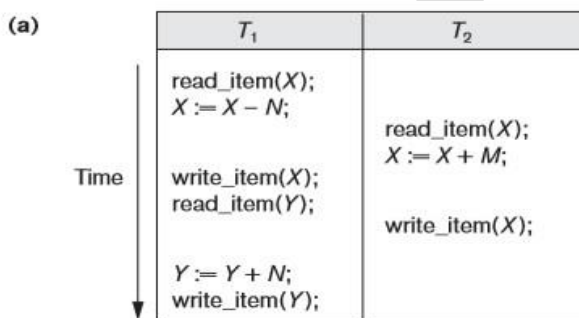 (a)
T1 T2
read_item(X);
X := X – N;
read_item(X);
X := X + M;
Time
write_item(X);
read_item(Y);
write_item(X);
Y := Y + N;
write_item(Y);